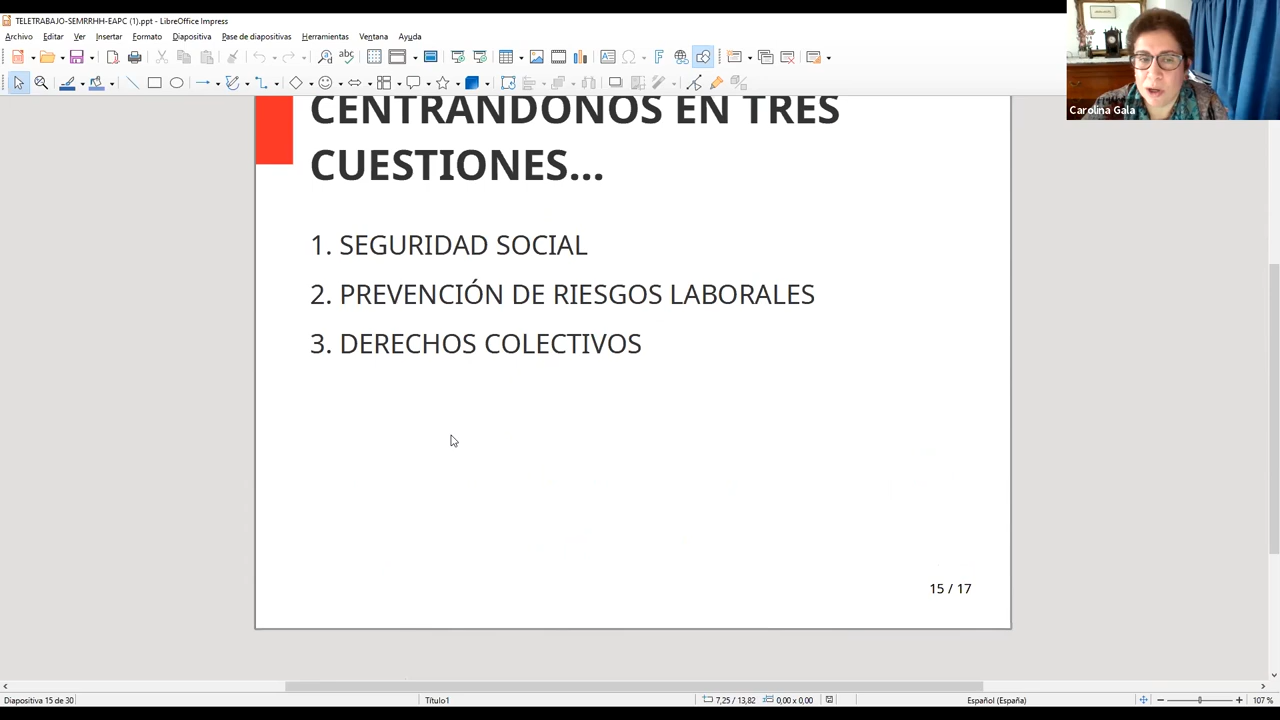 TELETRABAJO-SEMRRHH-EAPC (1).ppt - LibreOffice Impress
Archivo Editar Ver Insertar Formato Diapositiva Pase de diapositivas Herramientas Ventana Ayuda
Carolina Gala
CENTRÁNDONOS EN TRES
CUESTIONES...
1. SEGURIDAD SOCIAL
2. PREVENCIÓN DE RIESGOS LABORALES
3. DERECHOS COLECTIVOS
15 / 17
Diapositiva 15 de 30 Título1 7,25 / 13,82 0,00 x 0,00 Español (España) 107 %